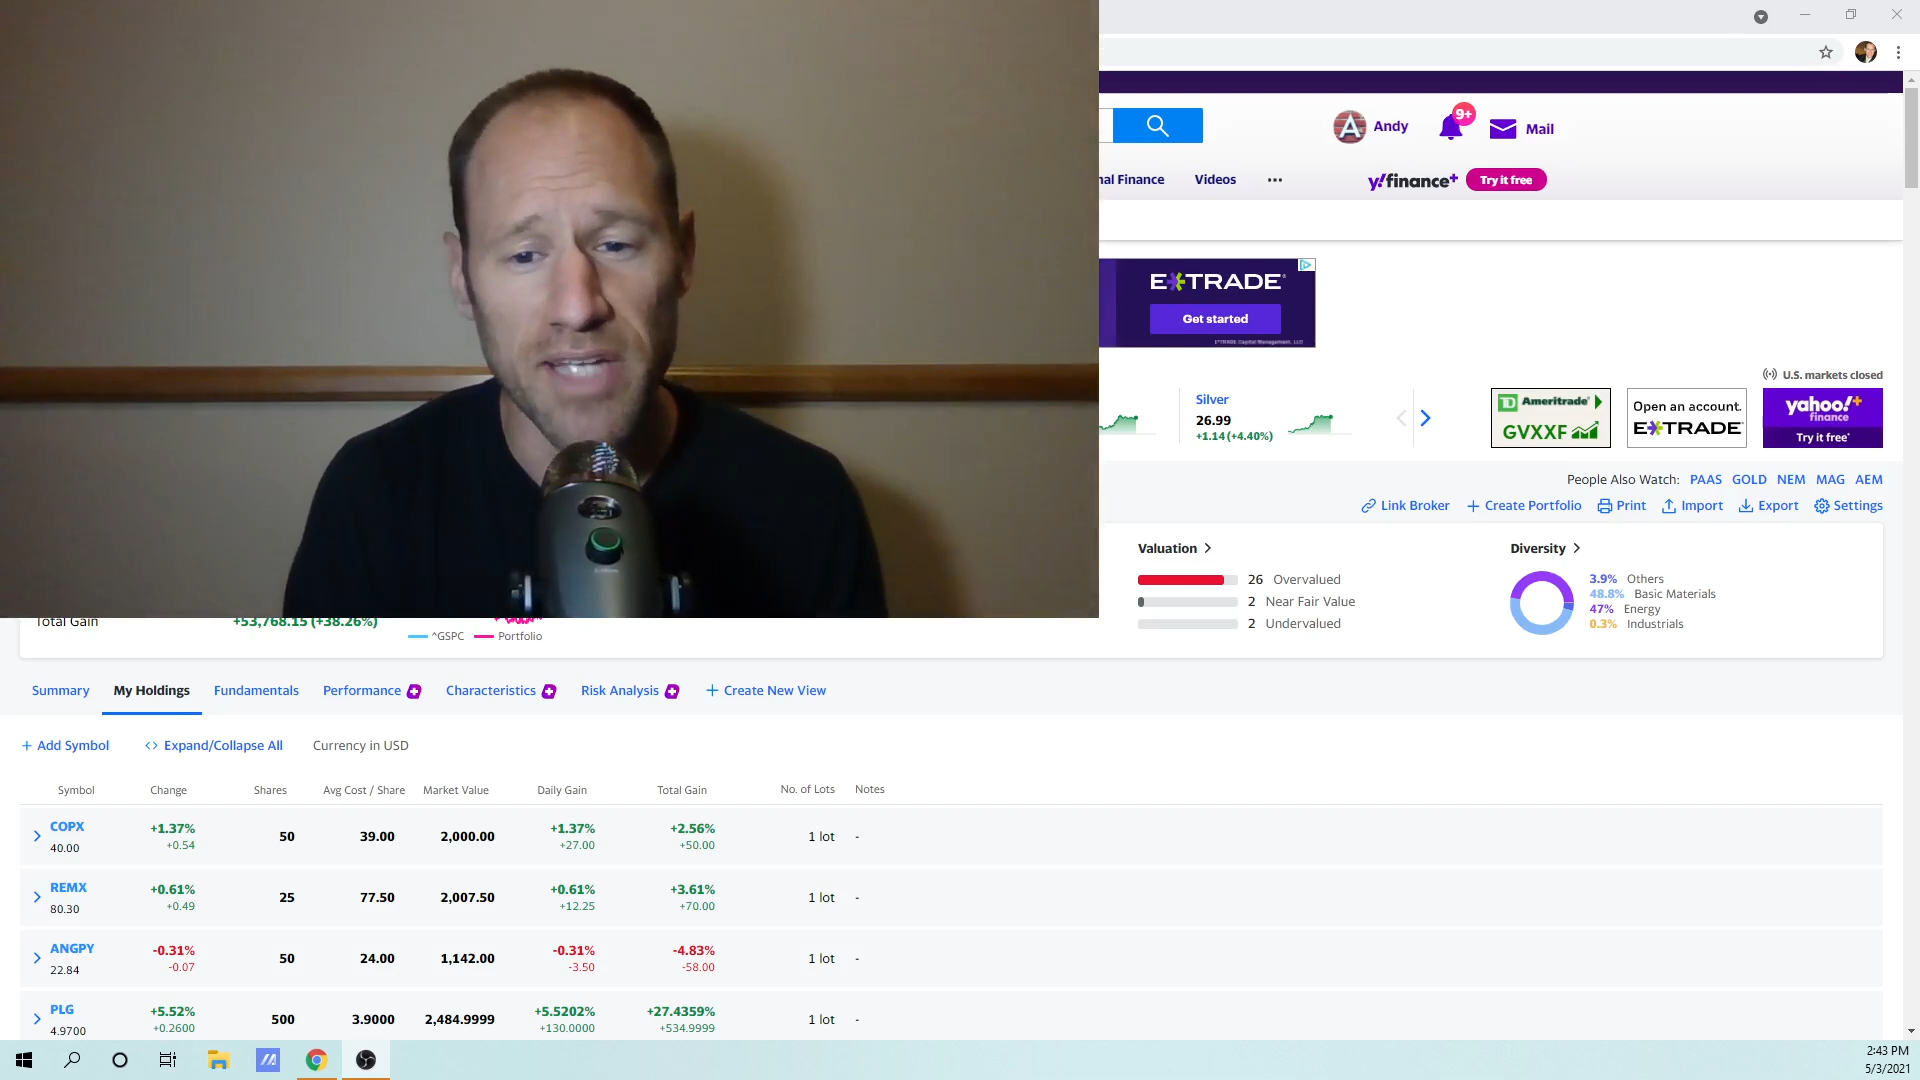 Andy
9+
Mail
nal Finance
Videos
y!finance+
Try it free
E*TRADE
Get started
E*TRADE Capital Management, LLC
U.S. markets closed
Silver
26.99
+1.14 (+4.40%)
TD Ameritrade
GVXXF
Open an account.
E*TRADE
yahoo!+
finance
Try it free*
People Also Watch: PAAS GOLD NEM MAG AEM
Link Broker + Create Portfolio Print Import Export Settings
Valuation >
26 Overvalued
2 Near Fair Value
2 Undervalued
Diversity >
3.9% Others
48.8% Basic Materials
47% Energy
0.3% Industrials
Total Gain +53,768.15 (+38.26%)
^GSPC Portfolio
Summary My Holdings Fundamentals Performance Characteristics Risk Analysis + Create New View
+ Add Symbol <> Expand/Collapse All Currency in USD
Symbol Change Shares Avg Cost / Share Market Value Daily Gain Total Gain No. of Lots Notes
COPX +1.37% 50 39.00 2,000.00 +1.37% +2.56% 1 lot -
40.00 +0.54 +27.00 +50.00
REMX +0.61% 25 77.50 2,007.50 +0.61% +3.61% 1 lot -
80.30 +0.49 +12.25 +70.00
ANGPY -0.31% 50 24.00 1,142.00 -0.31% -4.83% 1 lot -
22.84 -0.07 -3.50 -58.00
PLG +5.52% 500 3.9000 2,484.9999 +5.5202% +27.4359% 1 lot -
4.9700 +0.2600 +130.0000 +534.9999
2:43 PM
5/3/2021